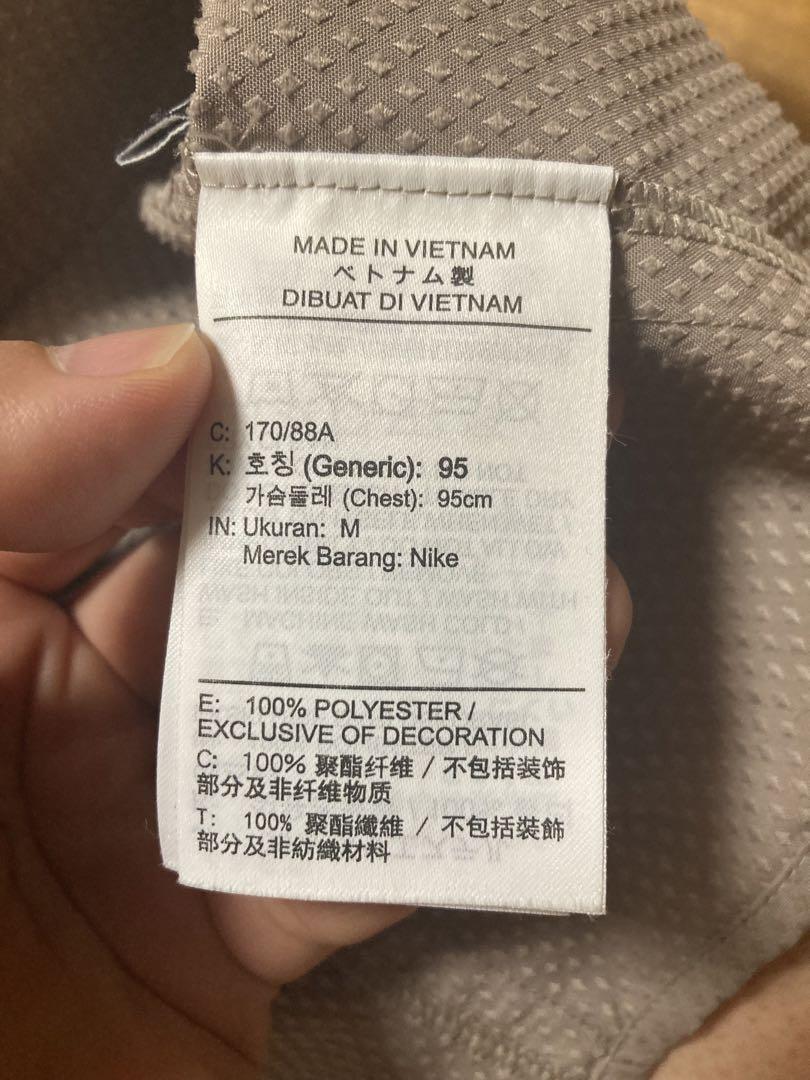 MADE IN VIETNAM
ベトナム製
DIBUAT DI VIETNAM
C: 170/88A
K: 호칭 (Generic): 95
가슴둘레 (Chest): 95cm
IN: Ukuran: M
Merek Barang: Nike
E: 100% POLYESTER /
EXCLUSIVE OF DECORATION
C: 100% 聚酯纤维 / 不包括装饰
部分及非纤维物质
T: 100% 聚酯纖維 / 不包括裝飾
部分及非紡織材料